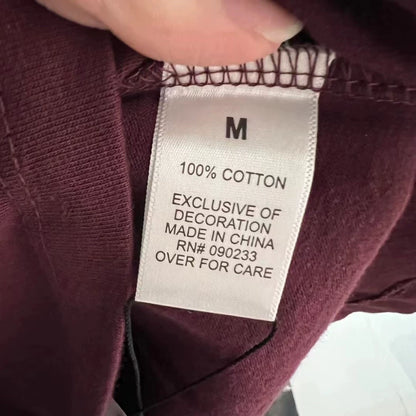 M
100% COTTON
EXCLUSIVE OF
DECORATION
MADE IN CHINA
RN# 090233
OVER FOR CARE